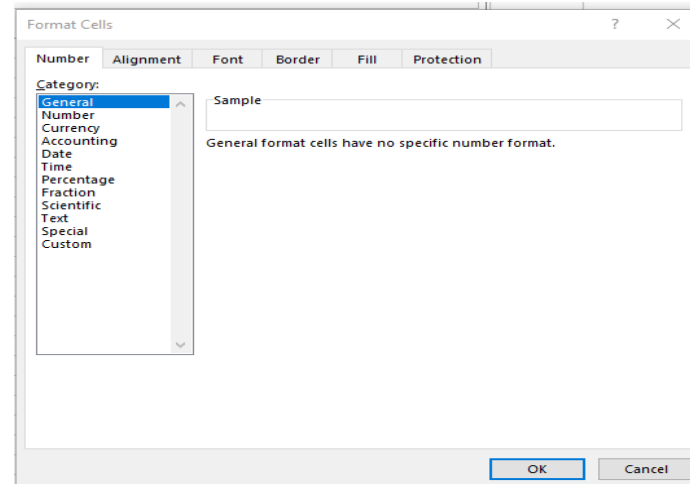 Format Cells ?
Number Alignment Font Border Fill Protection
Category:
General
Number
Currency
Accounting
Date
Time
Percentage
Fraction
Scientific
Text
Special
Custom
Sample
General format cells have no specific number format.
OK Cancel